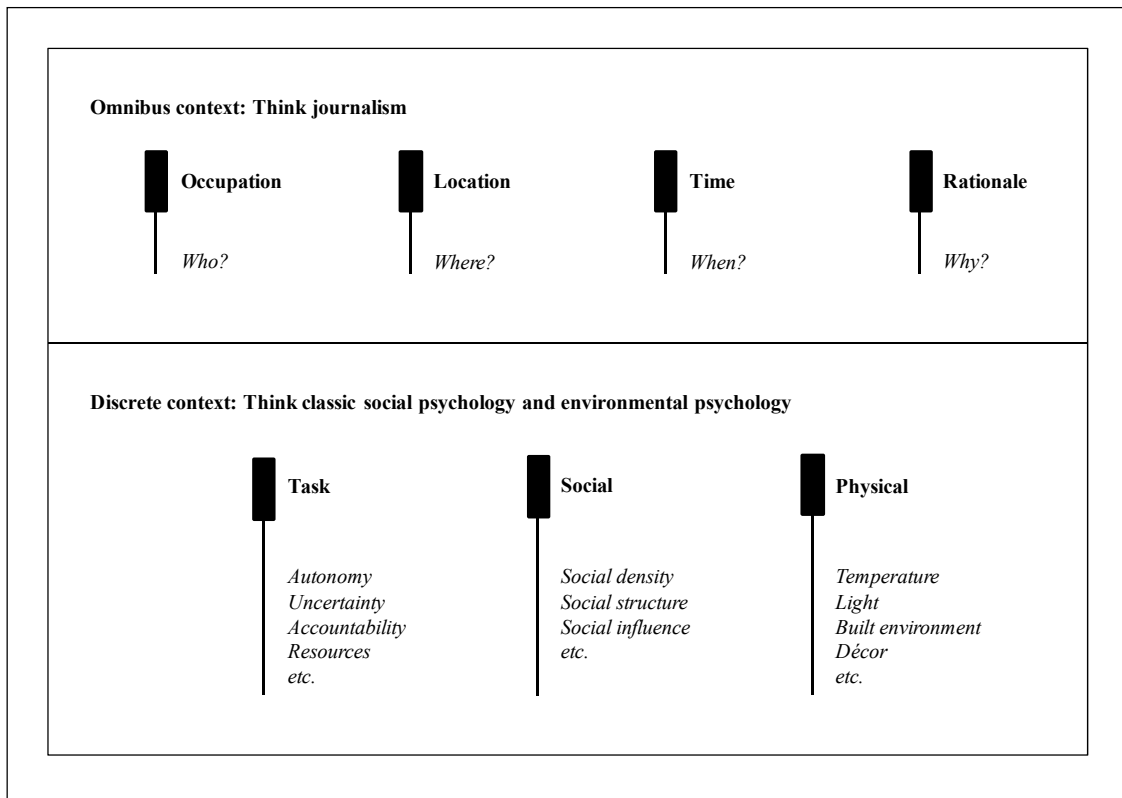 Omnibus context: Think journalism
Occupation
Location
Time
Rationale
Who?
Where?
When?
Why?
Discrete context: Think classic social psychology and environmental psychology
Task
Social
Physical
Autonomy
Uncertainty
Accountability
Resources
etc.
Social density
Social structure
Social influence
etc.
Temperature
Light
Built environment
Décor
etc.